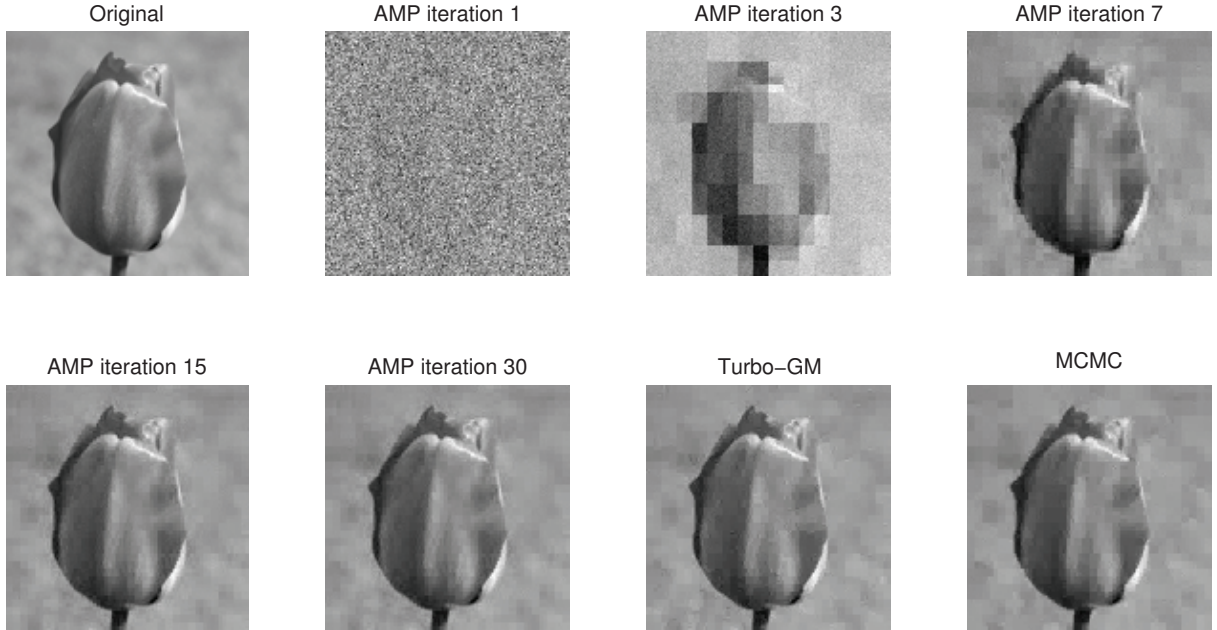 Original
AMP iteration 1
AMP iteration 3
AMP iteration 7
AMP iteration 15
AMP iteration 30
Turbo−GM
MCMC